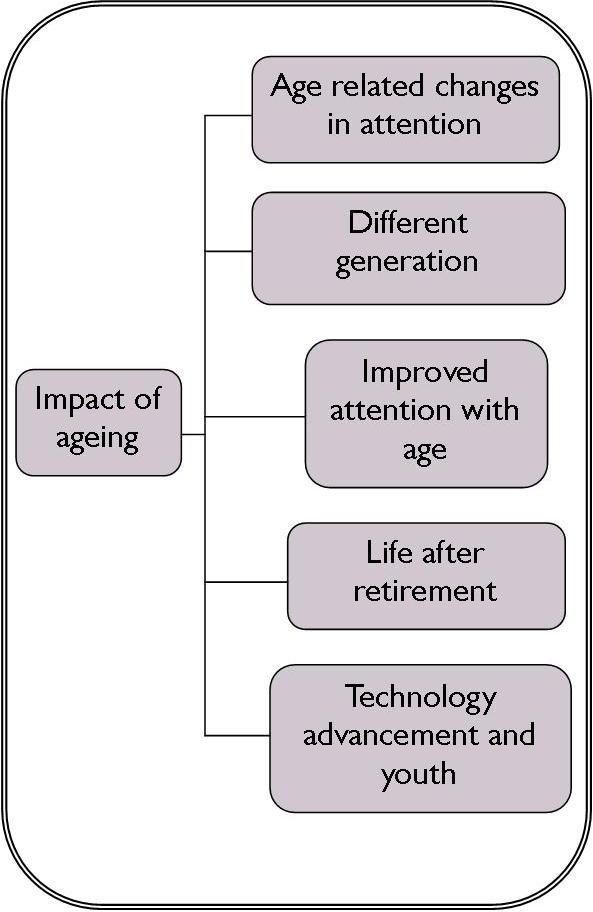 Age related changes
in attention
Different
generation
Improved
attention with
age
Impact of
ageing
Life after
retirement
Technology
advancement and
youth